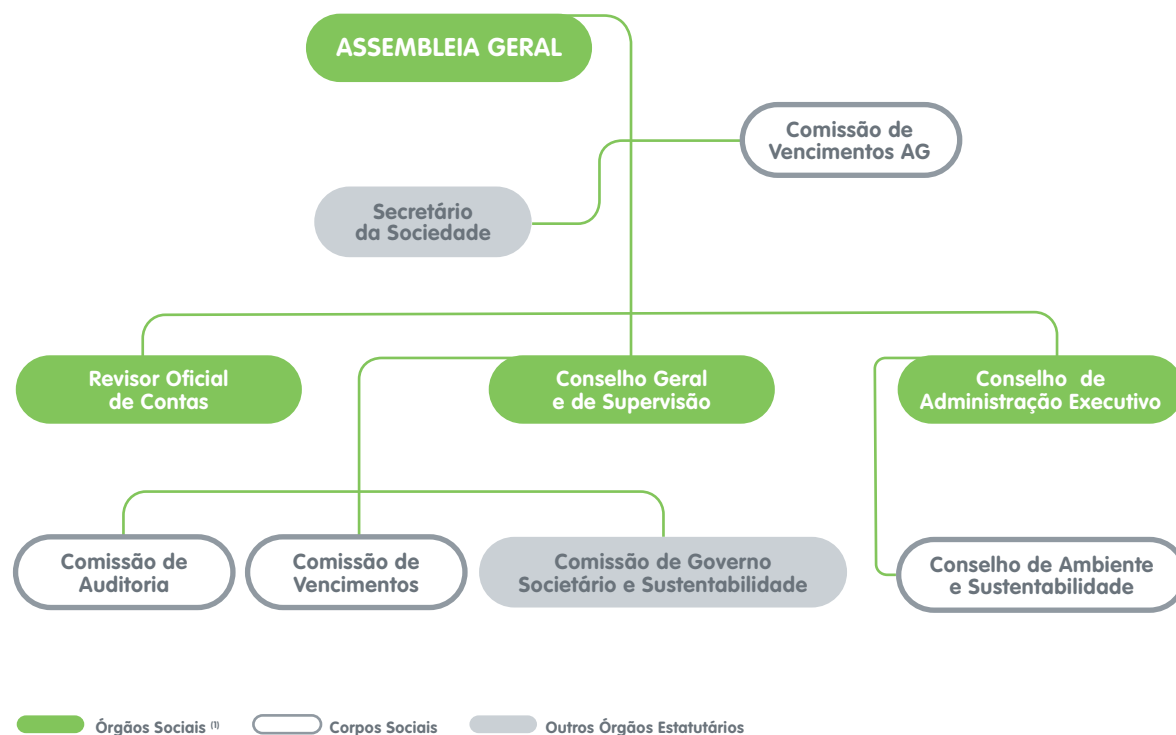 ASSEMBLEIA GERAL
Comissão de
Vencimentos AG
Secretário
da Sociedade
Revisor Oficial
de Contas
Conselho Geral
e de Supervisão
Conselho de
Administração Executivo
Comissão de
Auditoria
Comissão de
Vencimentos
Comissão de Governo
Societário e Sustentabilidade
Conselho de Ambiente
e Sustentabilidade
Órgãos Sociais (1)
Corpos Sociais
Outros Órgãos Estatutários